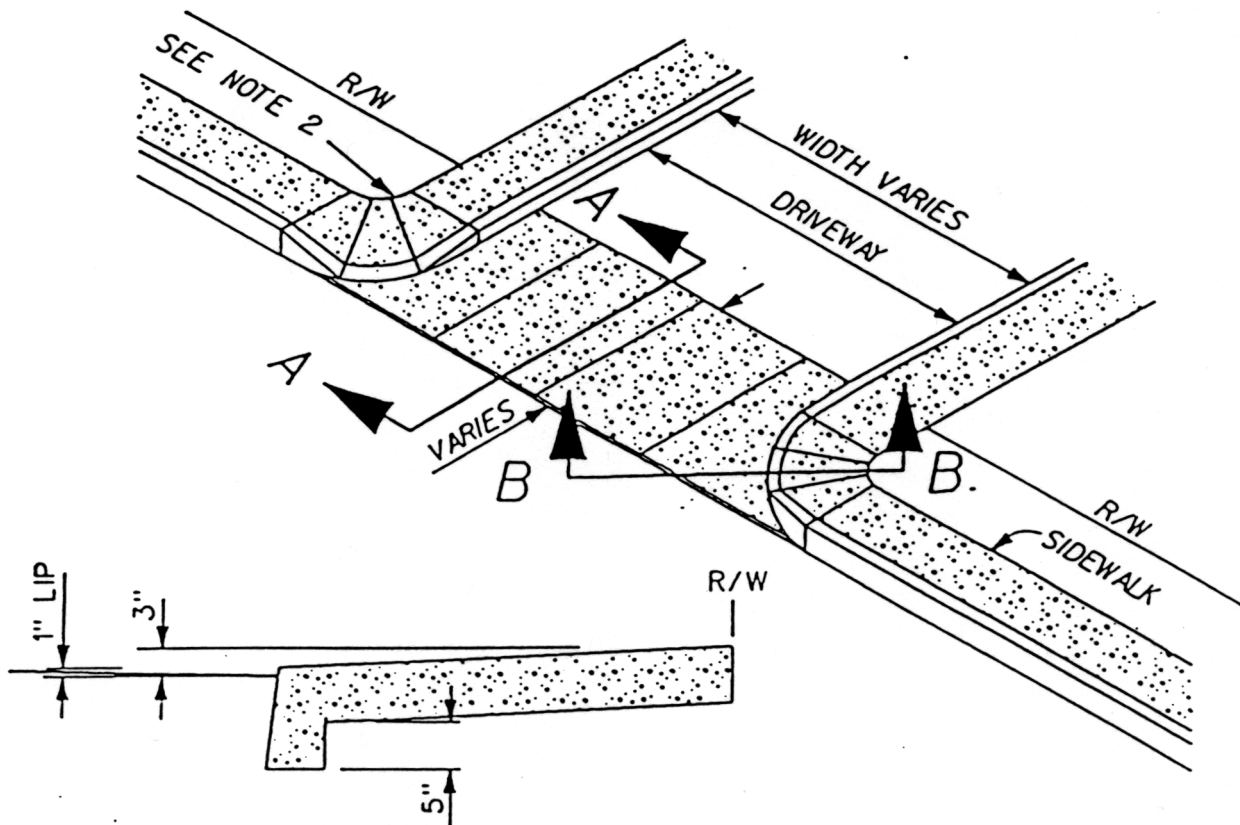 SEE NOTE 2
R/W
WIDTH VARIES
DRIVEWAY
A
A
VARIES
B
B.
R/W
SIDEWALK
1" LIP
3"
R/W
5"